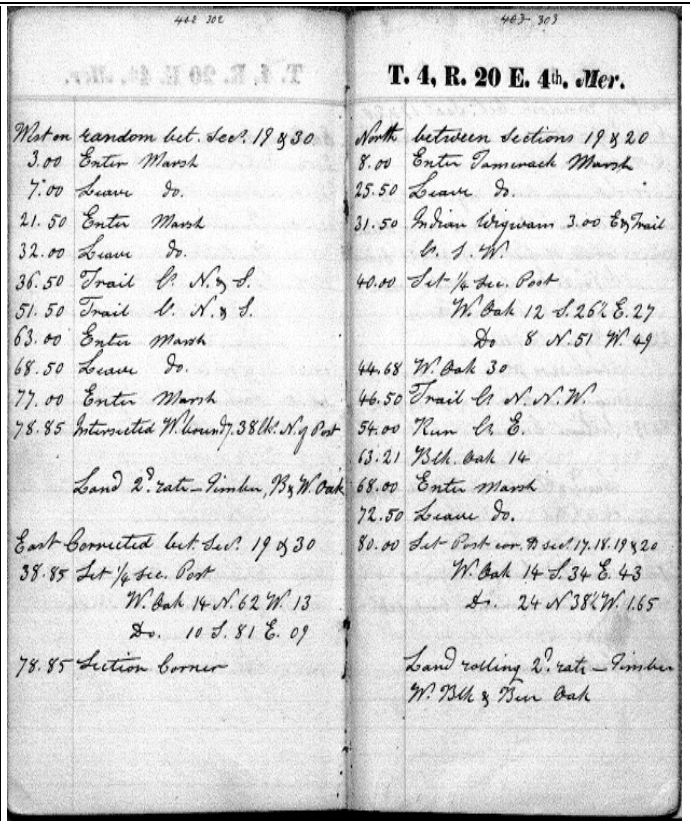 402 302
West on random bet. Secs. 19 & 30
3.00 Enter Marsh
7.00 Leave do.
21.50 Enter Marsh
32.00 Leave do.
36.50 Trail C. N. & S.
51.50 Trail C. N. & S.
63.00 Enter Marsh
68.50 Leave do.
77.00 Enter Marsh
78.85 Intersected W. bound'y. 38 lks. N. of Post
Land 2d. rate – Timber, B & W Oak
East Corrected bet. Secs. 19 & 30
38.85 Set 1/4 sec. Post
W. Oak 14 N. 62 W. 13
Do. 10 S. 81 E. 09
78.85 Section Corner
403 303
T. 4, R. 20 E. 4th. Mer.
North between Sections 19 & 20
8.00 Enter Tamerack Marsh
25.50 Leave do.
31.50 Indian Wigwam 3.00 E & Trail
C. S. W.
40.00 Set 1/4 sec. Post
W. Oak 12 S. 26 1/2 E. 27
Do 8 N. 51 W. 49
44.68 W. Oak 30
46.50 Trail C. N. N. W.
54.00 Run C. E.
63.21 Blk. Oak 14
68.00 Enter Marsh
72.50 Leave do.
80.00 Set Post cor. to sec. 17. 18. 19 & 20
W. Oak 14 S. 34 E. 43
Do. 24 N 38 1/2 W. 1.65
Land rolling 2d. rate – Timber
W. Blk & Bur Oak